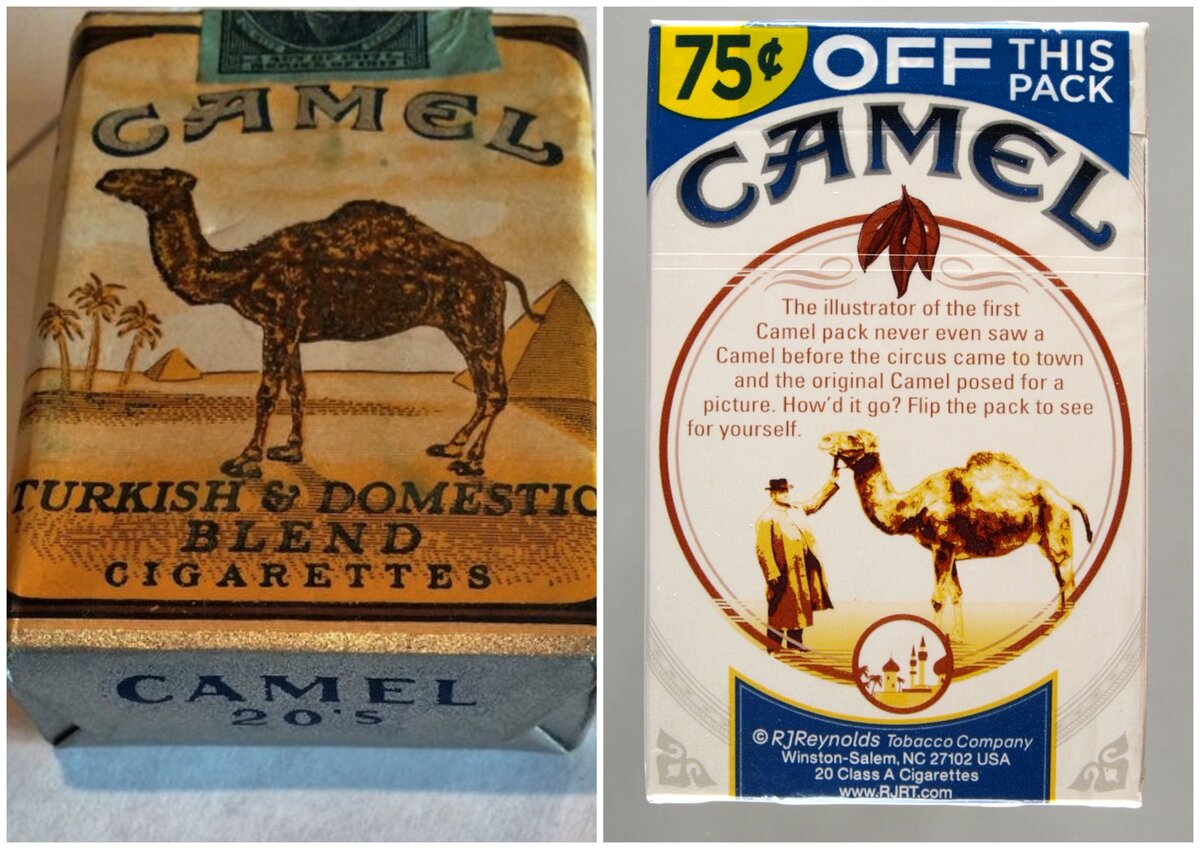 CAMEL
TURKISH & DOMESTIC
BLEND
CIGARETTES
CAMEL
20'S
75¢ OFF THIS
PACK
CAMEL
The illustrator of the first
Camel pack never even saw a
Camel before the circus came to town
and the original Camel posed for a
picture. How'd it go? Flip the pack to see
for yourself.
© RJReynolds Tobacco Company
Winston-Salem, NC 27102 USA
20 Class A Cigarettes
www.RJRT.com